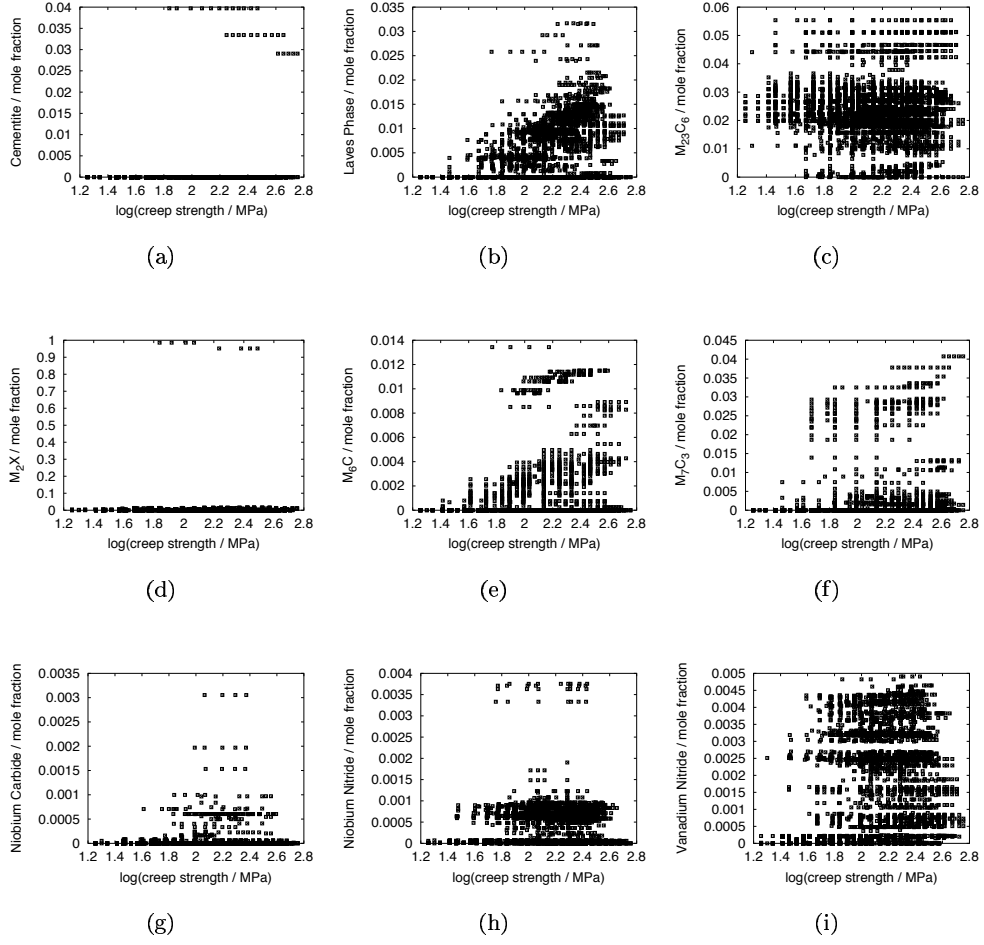 Cementite / mole fraction
0.04
0.035
0.03
0.025
0.02
0.015
0.01
0.005
0
1.2 1.4 1.6 1.8 2 2.2 2.4 2.6 2.8
log(creep strength / MPa)
(a)
Laves Phase / mole fraction
0.035
0.03
0.025
0.02
0.015
0.01
0.005
0
1.2 1.4 1.6 1.8 2 2.2 2.4 2.6 2.8
log(creep strength / MPa)
(b)
M23C6 / mole fraction
0.06
0.05
0.04
0.03
0.02
0.01
0
1.2 1.4 1.6 1.8 2 2.2 2.4 2.6 2.8
log(creep strength / MPa)
(c)
M2X / mole fraction
1
0.9
0.8
0.7
0.6
0.5
0.4
0.3
0.2
0.1
0
1.2 1.4 1.6 1.8 2 2.2 2.4 2.6 2.8
log(creep strength / MPa)
(d)
M6C / mole fraction
0.014
0.012
0.01
0.008
0.006
0.004
0.002
0
1.2 1.4 1.6 1.8 2 2.2 2.4 2.6 2.8
log(creep strength / MPa)
(e)
M7C3 / mole fraction
0.045
0.04
0.035
0.03
0.025
0.02
0.015
0.01
0.005
0
1.2 1.4 1.6 1.8 2 2.2 2.4 2.6 2.8
log(creep strength / MPa)
(f)
Niobium Carbide / mole fraction
0.0035
0.003
0.0025
0.002
0.0015
0.001
0.0005
0
1.2 1.4 1.6 1.8 2 2.2 2.4 2.6 2.8
log(creep strength / MPa)
(g)
Niobium Nitride / mole fraction
0.004
0.0035
0.003
0.0025
0.002
0.0015
0.001
0.0005
0
1.2 1.4 1.6 1.8 2 2.2 2.4 2.6 2.8
log(creep strength / MPa)
(h)
Vanadium Nitride / mole fraction
0.005
0.0045
0.004
0.0035
0.003
0.0025
0.002
0.0015
0.001
0.0005
0
1.2 1.4 1.6 1.8 2 2.2 2.4 2.6 2.8
log(creep strength / MPa)
(i)